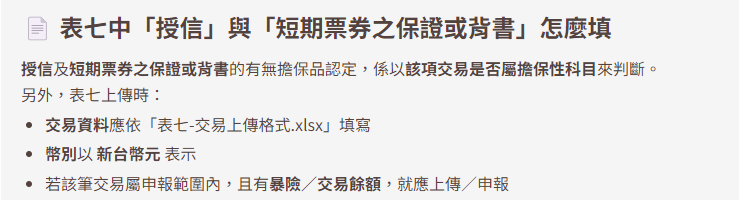 表七中「授信」與「短期票券之保證或背書」怎麼填
授信及短期票券之保證或背書的有無擔保品認定，係以該項交易是否屬擔保性科目來判斷。
另外，表七上傳時：
• 交易資料應依「表七-交易上傳格式.xlsx」填寫
• 幣別以 新台幣元 表示
• 若該筆交易屬申報範圍內，且有暴險／交易餘額，就應上傳／申報